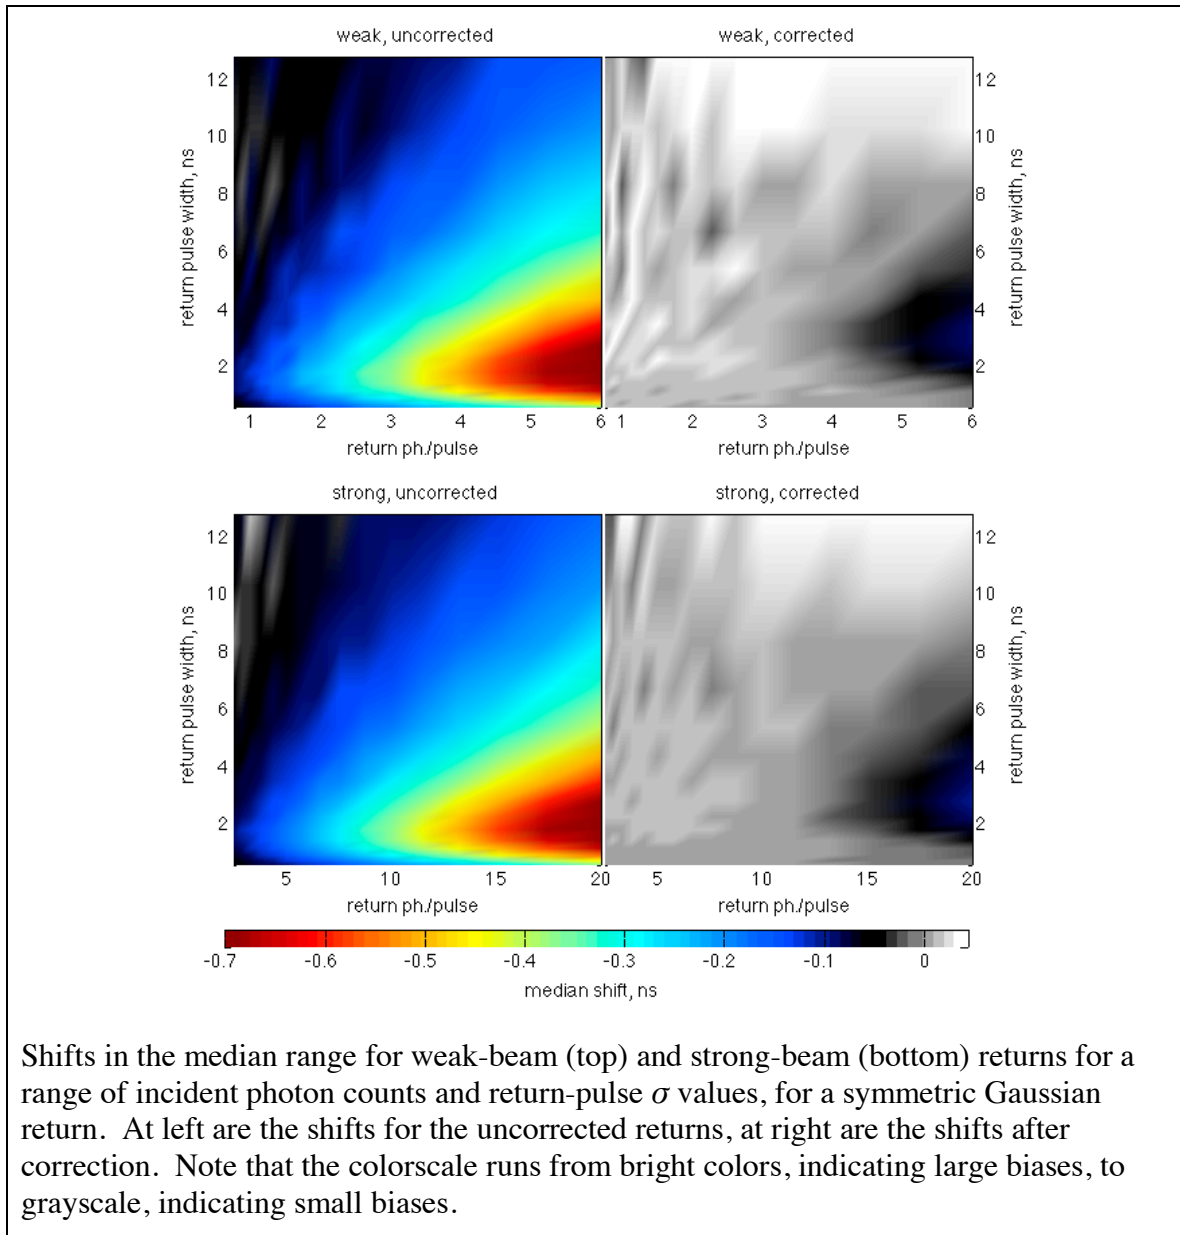 weak, uncorrected
weak, corrected
12
10
8
6
4
2
return pulse width, ns
1 2 3 4 5 6
return ph./pulse
1 2 3 4 5 6
return ph./pulse
12
10
8
6
4
2
return pulse width, ns
strong, uncorrected
strong, corrected
12
10
8
6
4
2
return pulse width, ns
5 10 15 20
return ph./pulse
5 10 15 20
return ph./pulse
12
10
8
6
4
2
return pulse width, ns
-0.7 -0.6 -0.5 -0.4 -0.3 -0.2 -0.1 0
median shift, ns
Shifts in the median range for weak-beam (top) and strong-beam (bottom) returns for a
range of incident photon counts and return-pulse σ values, for a symmetric Gaussian
return.  At left are the shifts for the uncorrected returns, at right are the shifts after
correction.  Note that the colorscale runs from bright colors, indicating large biases, to
grayscale, indicating small biases.